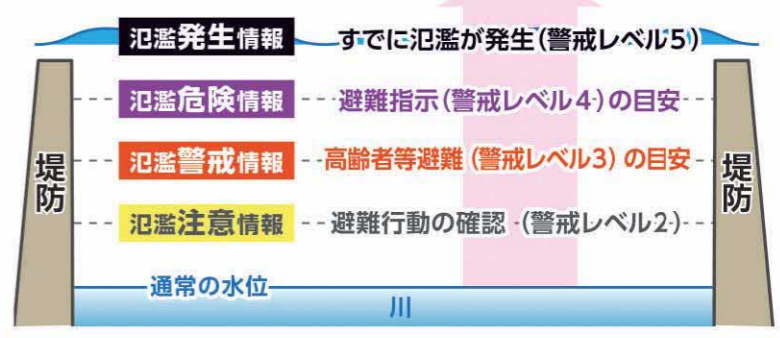 氾濫発生情報 すでに氾濫が発生(警戒レベル5)
氾濫危険情報 避難指示(警戒レベル4)の目安
氾濫警戒情報 高齢者等避難(警戒レベル3)の目安
氾濫注意情報 避難行動の確認(警戒レベル2)
堤防
堤防
通常の水位
川